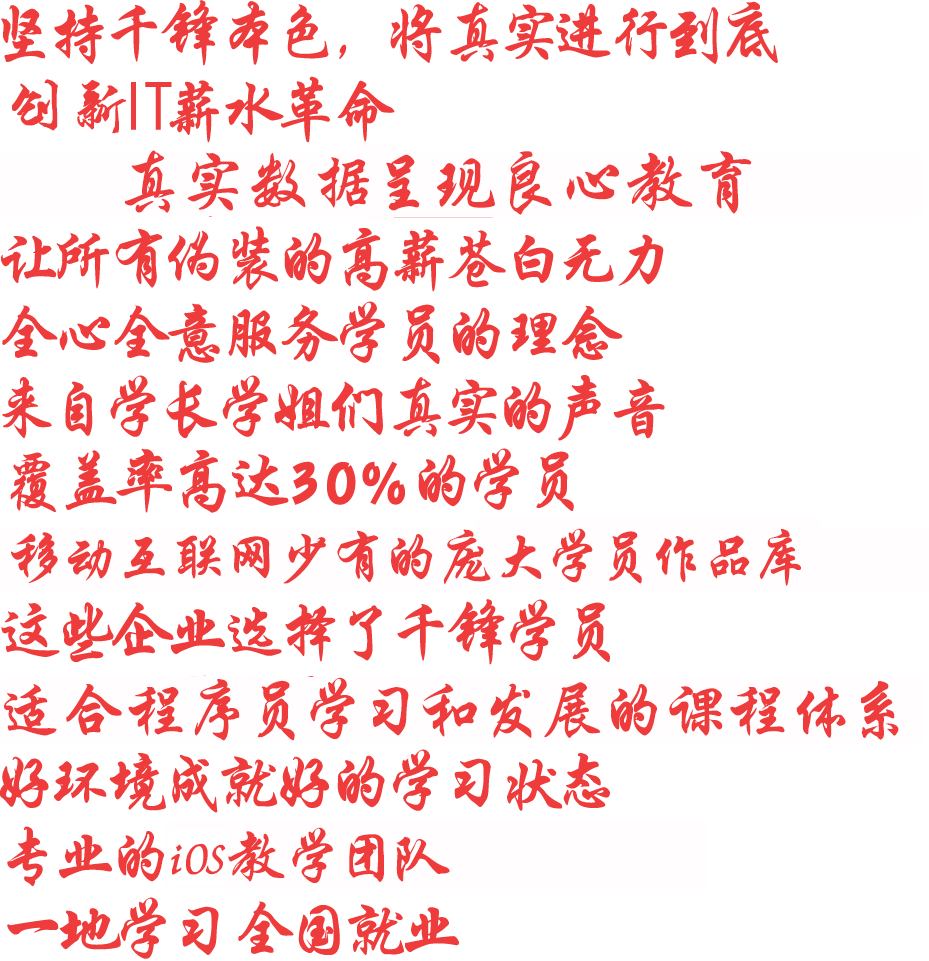 坚持千锋本色，将真实进行到底
创新IT薪水革命
真实数据呈现良心教育
让所有伪装的高薪苍白无力
全心全意服务学员的理念
来自学长学姐们真实的声音
覆盖率高达30%的学员
移动互联网少有的庞大学员作品库
这些企业选择了千锋学员
适合程序员学习和发展的课程体系
好环境成就好的学习状态
专业的iOS教学团队
一地学习 全国就业